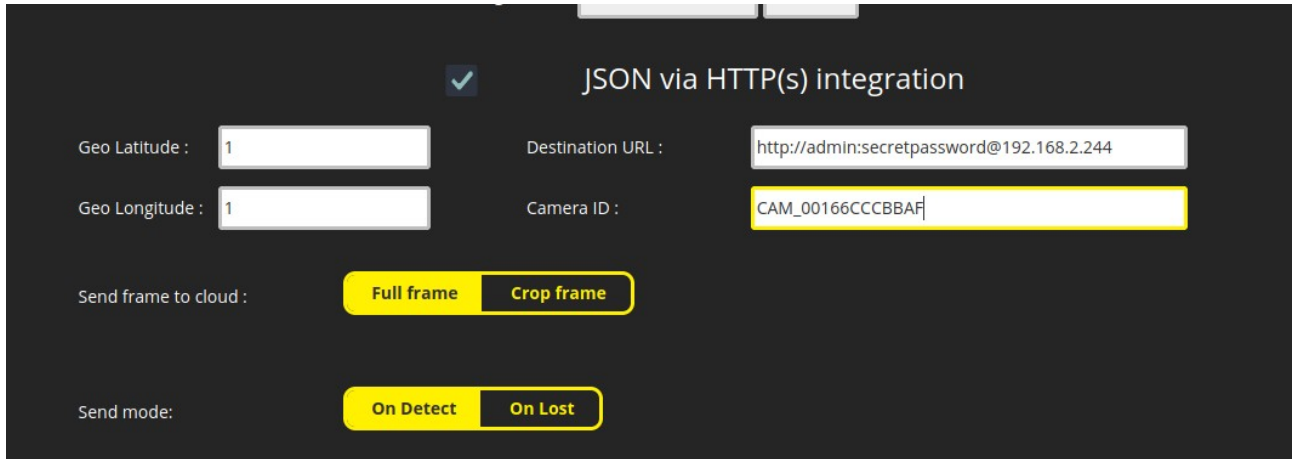 JSON via HTTP(s) integration
Geo Latitude : 1 Destination URL : http://admin:secretpassword@192.168.2.244
Geo Longitude : 1 Camera ID : CAM_00166CCCBBAF
Send frame to cloud : Full frame Crop frame
Send mode: On Detect On Lost